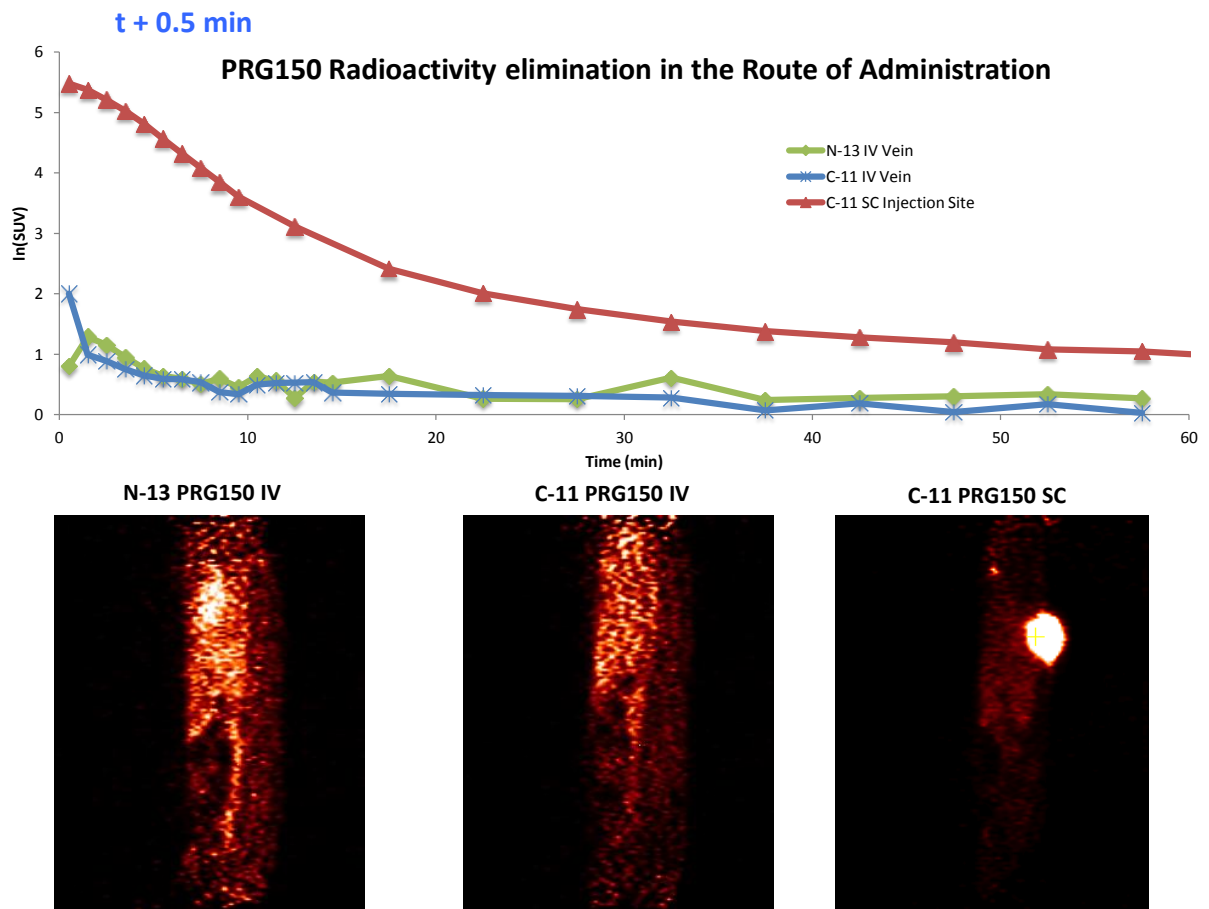 t + 0.5 min
PRG150 Radioactivity elimination in the Route of Administration
6
5
4
3
2
1
0
ln(SUV)
N-13 IV Vein
C-11 IV Vein
C-11 SC Injection Site
0 10 20 30 40 50 60
Time (min)
N-13 PRG150 IV C-11 PRG150 IV C-11 PRG150 SC